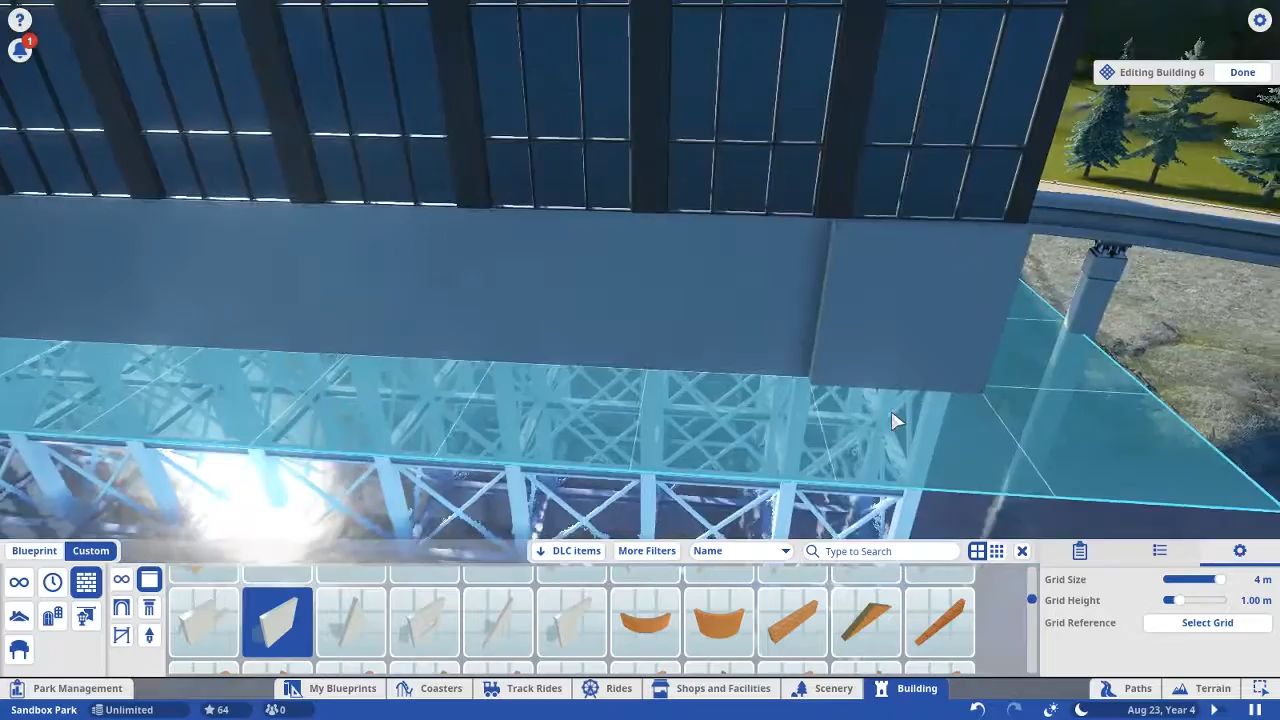 ?
1
Editing Building 6 Done
Blueprint Custom
DLC items More Filters Name Type to Search
Grid Size 4 m
Grid Height 1.00 m
Grid Reference Select Grid
Park Management My Blueprints Coasters Track Rides Rides Shops and Facilities Scenery Building Paths Terrain
Sandbox Park Unlimited 64 0 Aug 23, Year 4